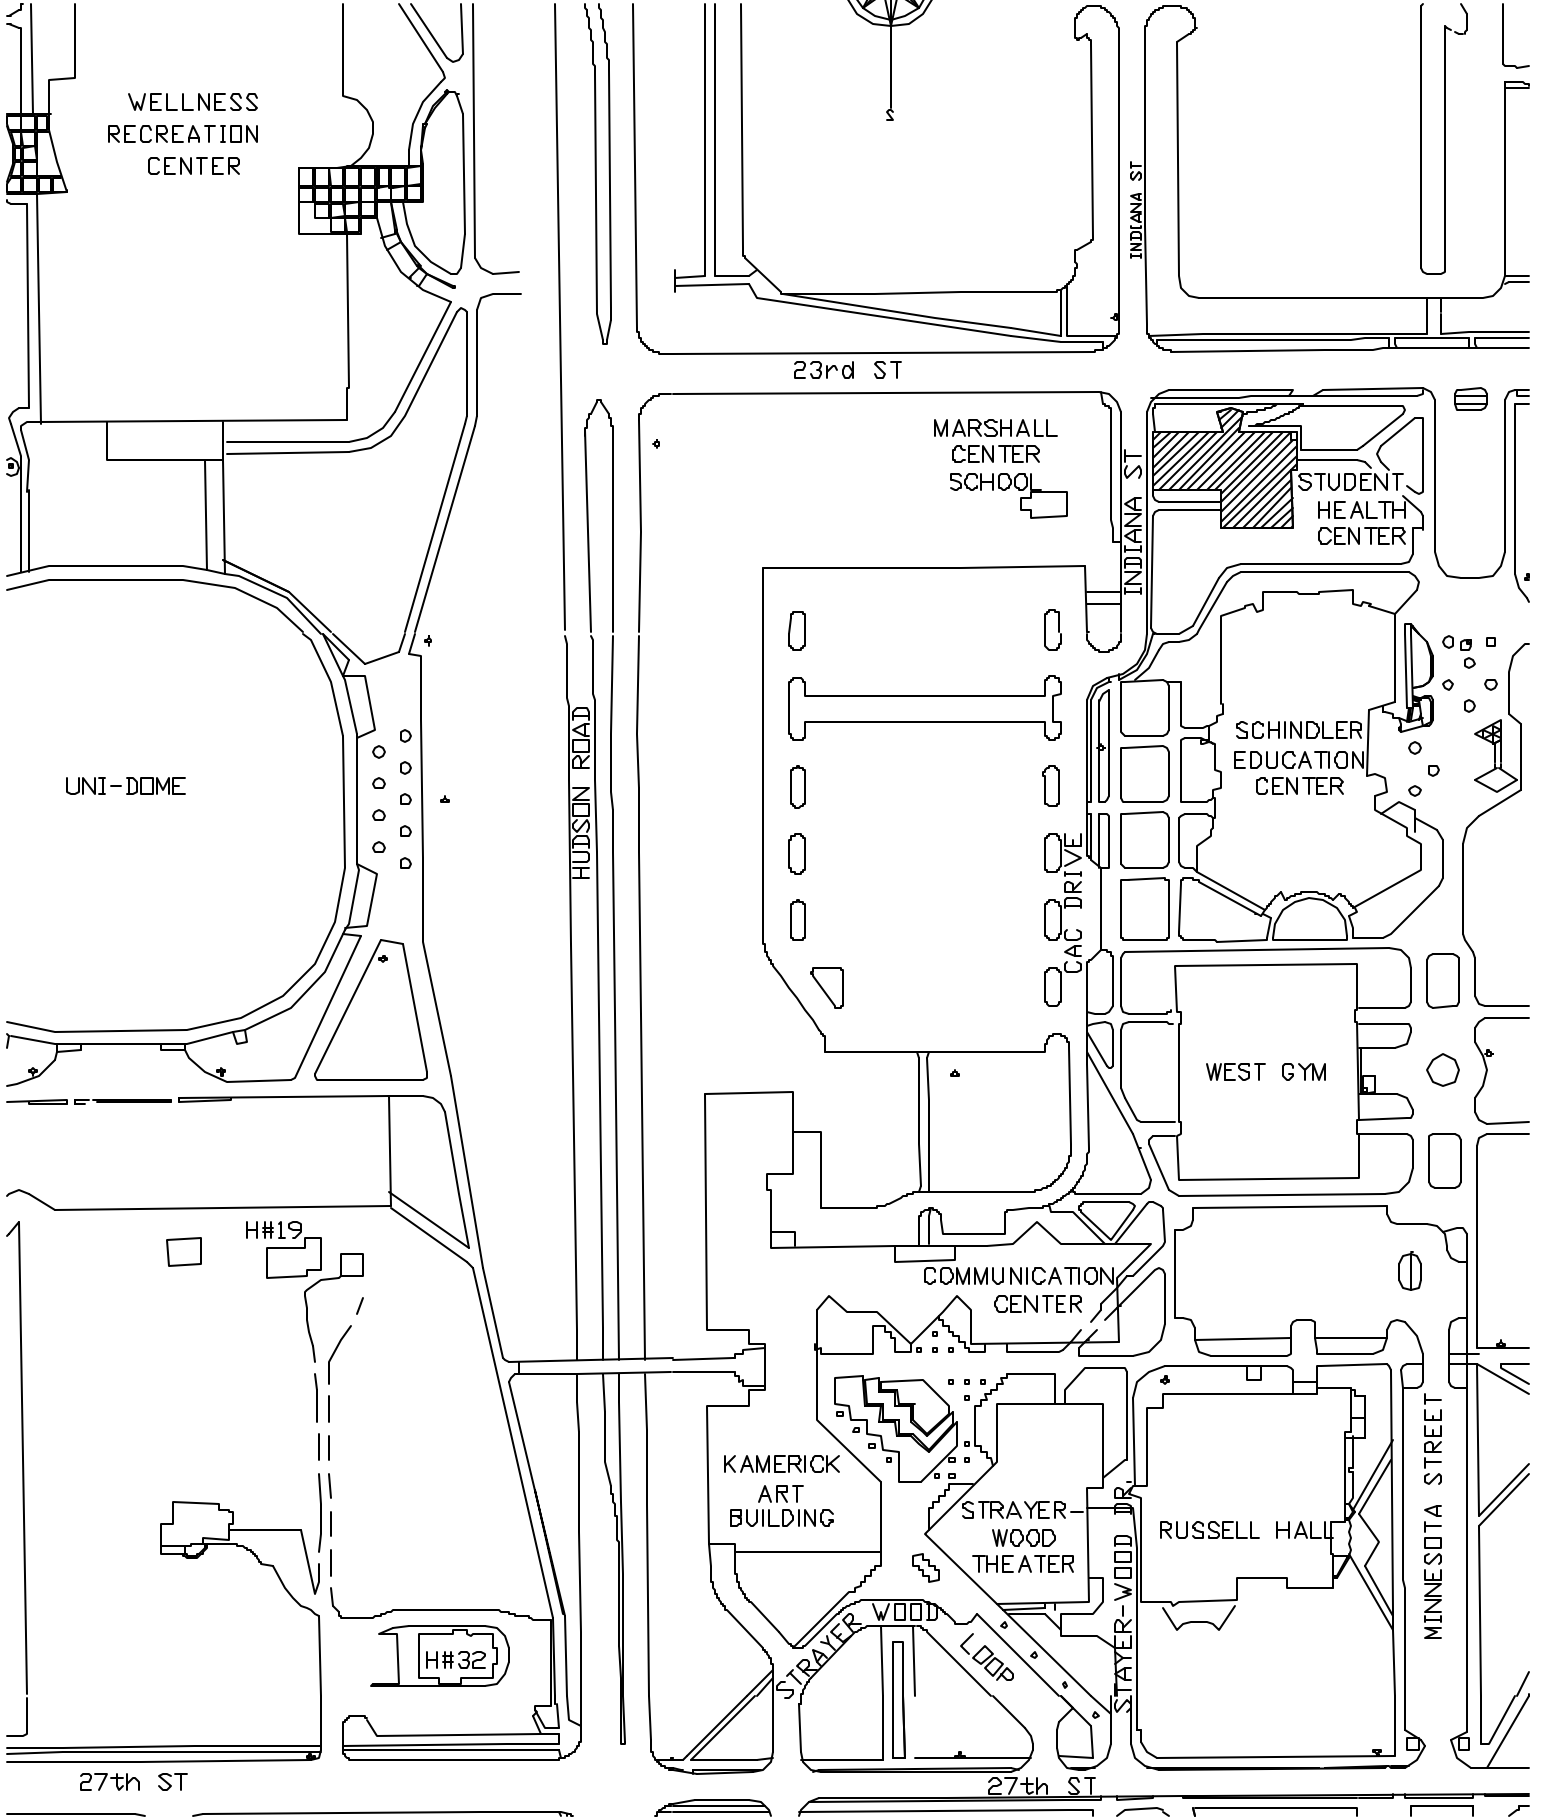 WELLNESS
RECREATION
CENTER
S
INDIANA ST
23rd ST
MARSHALL
CENTER
SCHOOL
INDIANA ST
STUDENT
HEALTH
CENTER
HUDSON ROAD
SCHINDLER
EDUCATION
CENTER
UNI-DOME
CAC DRIVE
WEST GYM
H#19
COMMUNICATION
CENTER
KAMERICK
ART
BUILDING
STRAYER-
WOOD
THEATER
STAYER-WOOD DR.
RUSSELL HALL
MINNESOTA STREET
STRAYER WOOD LOOP
H#32
27th ST
27th ST